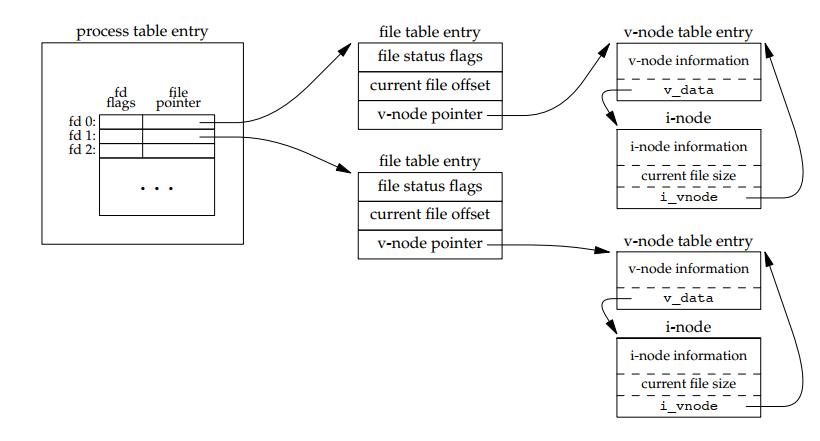 process table entry
fd
flags
file
pointer
fd 0:
fd 1:
fd 2:
. . .
file table entry
file status flags
current file offset
v-node pointer
file table entry
file status flags
current file offset
v-node pointer
v-node table entry
v-node information
v_data
i-node
i-node information
current file size
i_vnode
v-node table entry
v-node information
v_data
i-node
i-node information
current file size
i_vnode